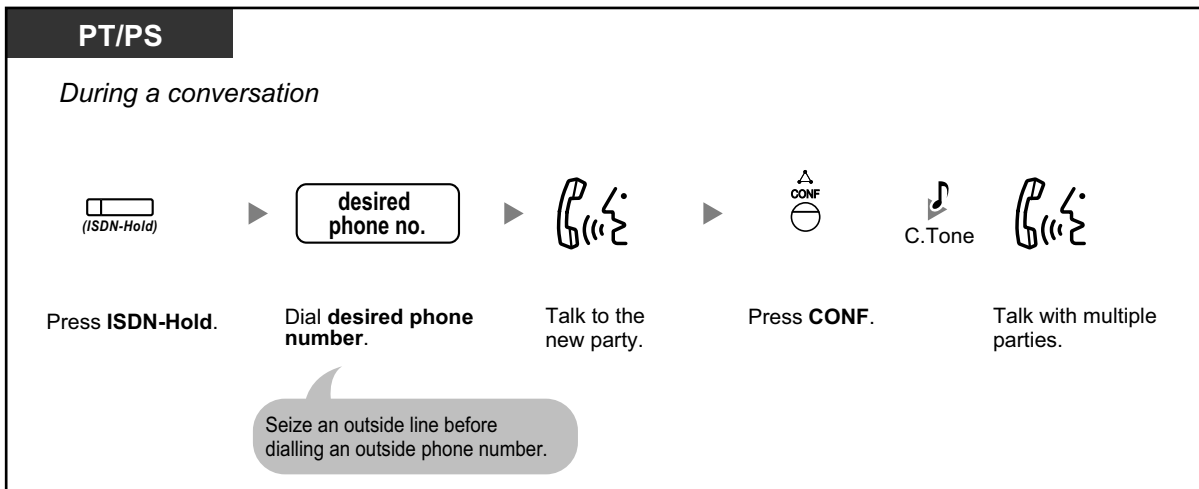 PT/PS
During a conversation
(ISDN-Hold)
desired
phone no.
CONF
C.Tone
Press ISDN-Hold.
Dial desired phone
number.
Talk to the
new party.
Press CONF.
Talk with multiple
parties.
Seize an outside line before
dialling an outside phone number.